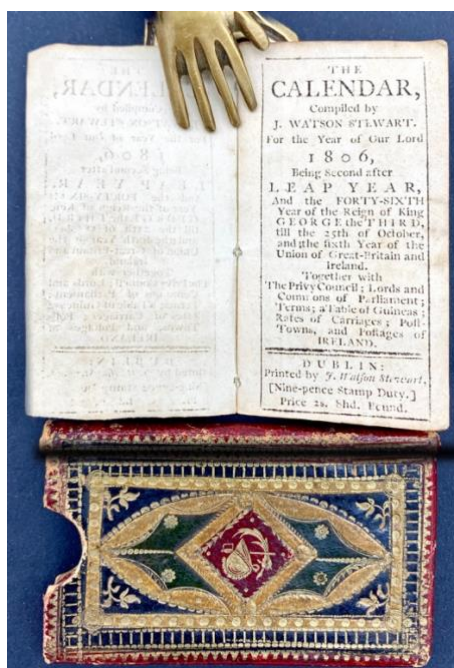 THE
CALENDAR,
Compiled by
J. WATSON STEWART.
For the Year of Our Lord
1806,
Being Second after
LEAP YEAR,
And the FORTY-SIXTH
Year of the Reign of King
GEORGE the THIRD,
till the 25th of October,
and the sixth Year of the
Union of Great-Britain and
Ireland.
Together with
The Privy Council; Lords and
Commons of Parliament;
Terms; a Table of Guineas;
Rates of Carriages; Post-
Towns, and Postages of
IRELAND.
DUBLIN:
Printed by J. Watson Stewart,
[Nine-pence Stamp Duty.]
Price 2s. 8hd. Bound.